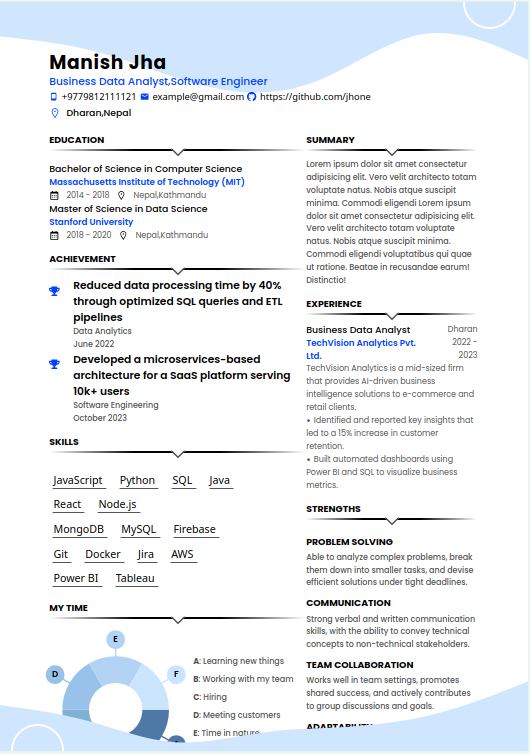 Manish Jha
Business Data Analyst,Software Engineer
+9779812111121 example@gmail.com https://github.com/jhone
Dharan,Nepal
EDUCATION
Bachelor of Science in Computer Science
Massachusetts Institute of Technology (MIT)
2014 - 2018 Nepal,Kathmandu
Master of Science in Data Science
Stanford University
2018 - 2020 Nepal,Kathmandu
ACHIEVEMENT
Reduced data processing time by 40%
through optimized SQL queries and ETL
pipelines
Data Analytics
June 2022
Developed a microservices-based
architecture for a SaaS platform serving
10k+ users
Software Engineering
October 2023
SKILLS
JavaScript Python SQL Java
React Node.js
MongoDB MySQL Firebase
Git Docker Jira AWS
Power BI Tableau
MY TIME
E
D
F
A: Learning new things
B: Working with my team
C: Hiring
D: Meeting customers
E: Time in nature
SUMMARY
Lorem ipsum dolor sit amet consectetur
adipisicing elit. Vero velit architecto totam
voluptate natus. Nobis atque suscipit
minima. Commodi eligendi Lorem ipsum
dolor sit amet consectetur adipisicing elit.
Vero velit architecto totam voluptate
natus. Nobis atque suscipit minima.
Commodi eligendi voluptatibus qui quae
ut ratione. Beatae in recusandae earum!
Distinctio!
EXPERIENCE
Business Data Analyst Dharan
TechVision Analytics Pvt. 2022 -
Ltd. 2023
TechVision Analytics is a mid-sized firm
that provides AI-driven business
intelligence solutions to e-commerce and
retail clients.
• Identified and reported key insights that
led to a 15% increase in customer
retention.
• Built automated dashboards using
Power BI and SQL to visualize business
metrics.
STRENGTHS
PROBLEM SOLVING
Able to analyze complex problems, break
them down into smaller tasks, and devise
efficient solutions under tight deadlines.
COMMUNICATION
Strong verbal and written communication
skills, with the ability to convey technical
concepts to non-technical stakeholders.
TEAM COLLABORATION
Works well in team settings, promotes
shared success, and actively contributes
to group discussions and goals.
ADAPTABILITY